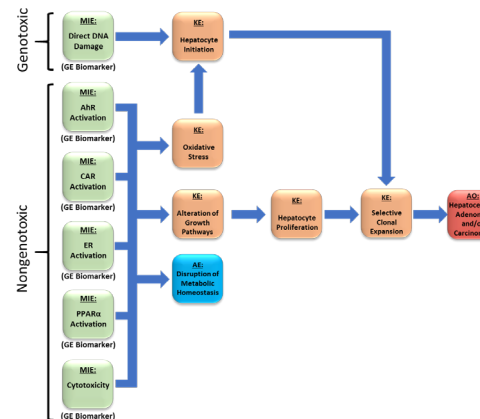 Genotoxic
MIE:
Direct DNA
Damage
(GE Biomarker)
KE:
Hepatocyte
Initiation
Nongenotoxic
MIE:
AhR
Activation
(GE Biomarker)
MIE:
CAR
Activation
(GE Biomarker)
MIE:
ER
Activation
(GE Biomarker)
MIE:
PPARα
Activation
(GE Biomarker)
MIE:
Cytotoxicity
(GE Biomarker)
KE:
Oxidative
Stress
KE:
Alteration of
Growth
Pathways
AE:
Disruption of
Metabolic
Homeostasis
KE:
Hepatocyte
Proliferation
KE:
Selective
Clonal
Expansion
AO:
Hepatoce
Adenom
and/o
Carcinom